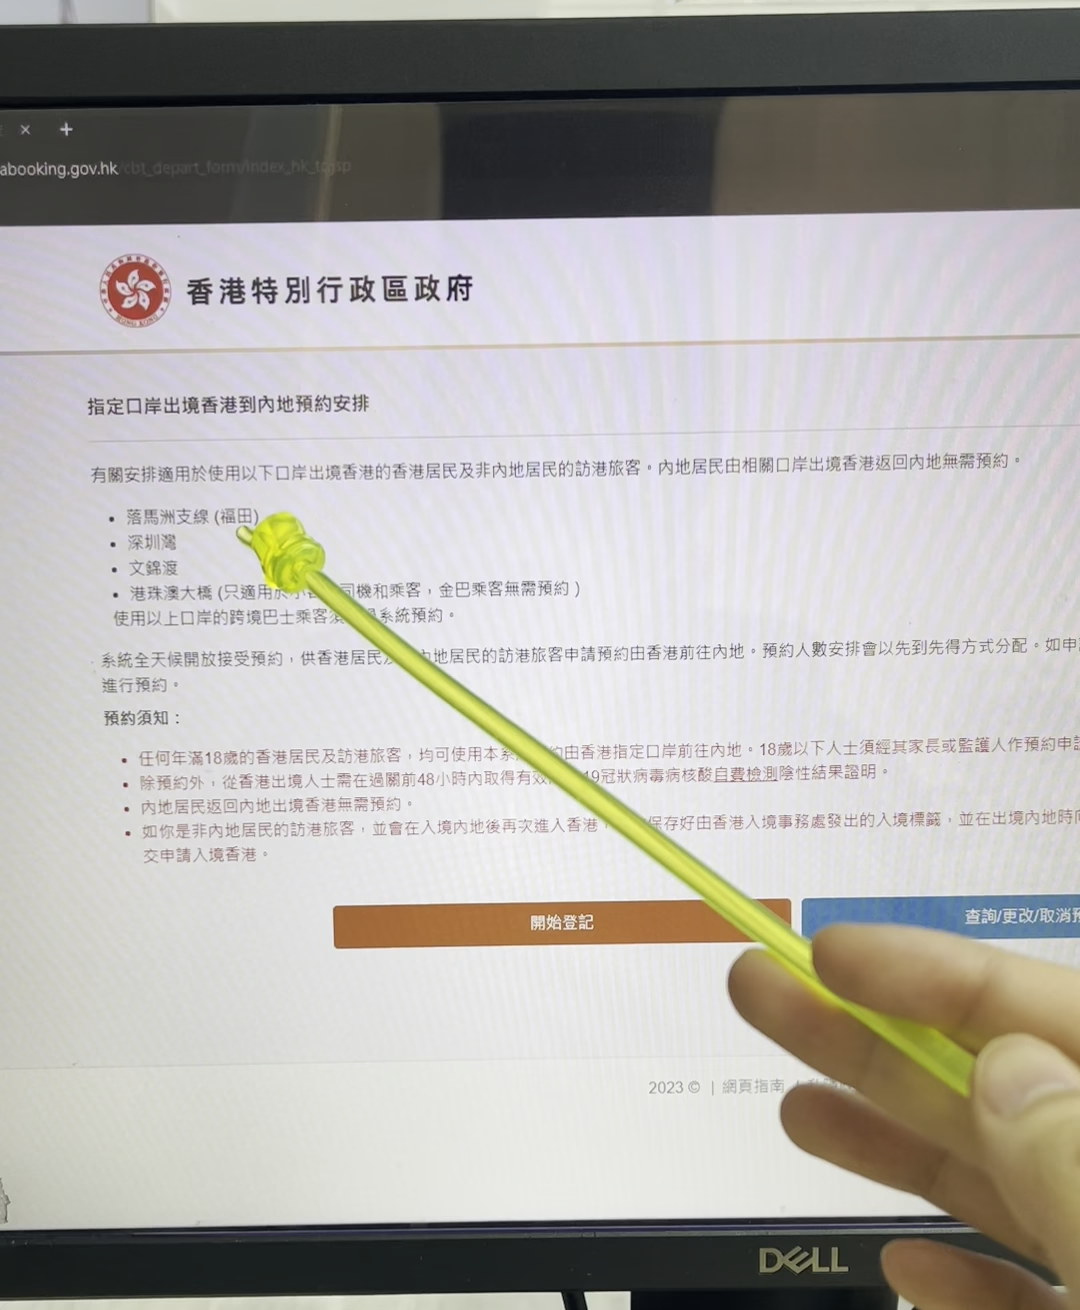 abooking.gov.hk/cbt_depart_form/index_hk_tc.jsp
香港特別行政區政府
指定口岸出境香港到內地預約安排
有關安排適用於使用以下口岸出境香港的香港居民及非內地居民的訪港旅客。內地居民由相關口岸出境香港返回內地無需預約。
• 落馬洲支線 (福田)
• 深圳灣
• 文錦渡
• 港珠澳大橋 (只適用於 司機和乘客，金巴乘客無需預約 )
使用以上口岸的跨境巴士乘客須 系統預約。
系統全天候開放接受預約，供香港居民及 內地居民的訪港旅客申請預約由香港前往內地。預約人數安排會以先到先得方式分配。如申
進行預約。
預約須知：
• 任何年滿18歲的香港居民及訪港旅客，均可使用本系 約由香港指定口岸前往內地。18歲以下人士須經其家長或監護人作預約申請
• 除預約外，從香港出境人士需在過關前48小時內取得有效 19冠狀病毒病核酸自費檢測陰性結果證明。
• 內地居民返回內地出境香港無需預約。
• 如你是非內地居民的訪港旅客，並會在入境內地後再次進入香港， 保存好由香港入境事務處發出的入境標籤，並在出境內地時
交申請入境香港。
開始登記
查詢/更改/取消預
2023 © | 網頁指南 /
DELL